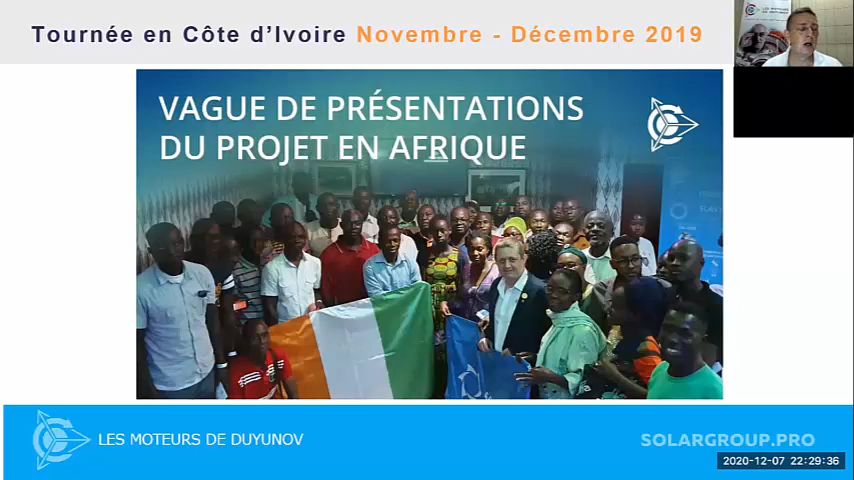 Tournée en Côte d'Ivoire Novembre - Décembre 2019
VAGUE DE PRÉSENTATIONS
DU PROJET EN AFRIQUE
LES MOTEURS DE DUYUNOV
SOLARGROUP.PRO
2020-12-07 22:29:36